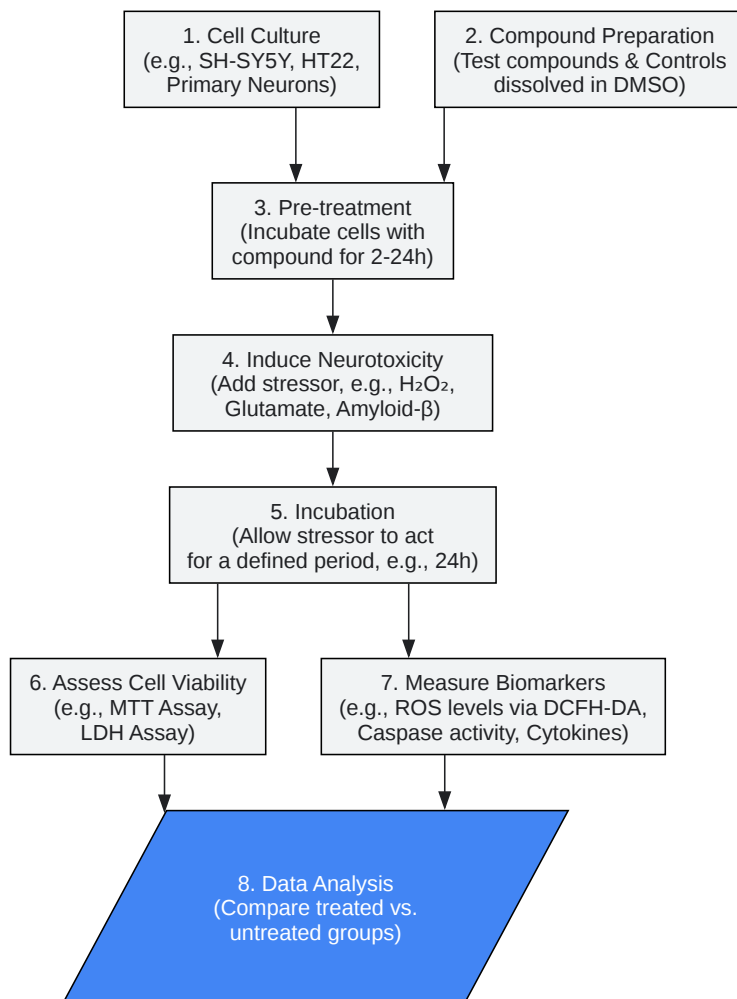 1. Cell Culture
(e.g., SH-SY5Y, HT22,
Primary Neurons)
2. Compound Preparation
(Test compounds & Controls
dissolved in DMSO)
3. Pre-treatment
(Incubate cells with
compound for 2-24h)
4. Induce Neurotoxicity
(Add stressor, e.g., H₂O₂,
Glutamate, Amyloid-β)
5. Incubation
(Allow stressor to act
for a defined period, e.g., 24h)
6. Assess Cell Viability
(e.g., MTT Assay,
LDH Assay)
7. Measure Biomarkers
(e.g., ROS levels via DCFH-DA,
Caspase activity, Cytokines)
8. Data Analysis
(Compare treated vs.
untreated groups)